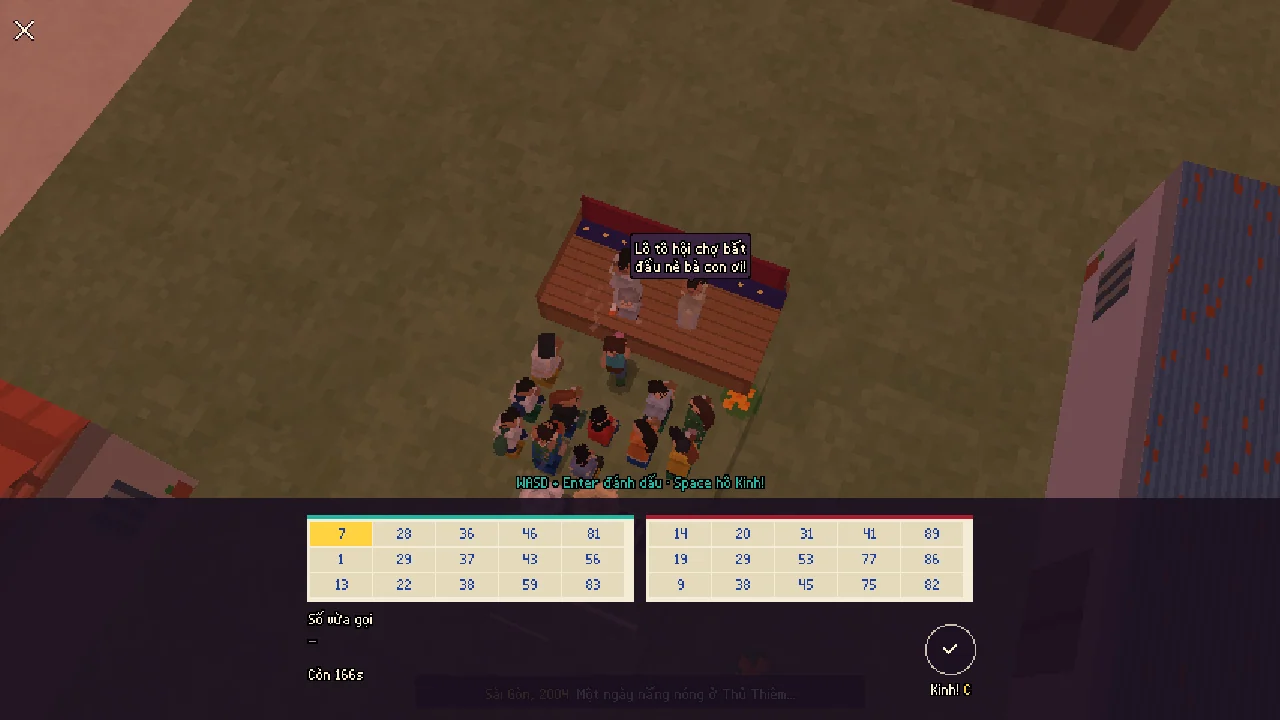 Lô tô hội chợ bắt
đầu nè bà con ơi!
WASD • Enter đánh dấu · Space hô Kinh!
7 28 36 46 81
1 29 37 43 56
13 22 38 59 83
14 20 31 41 89
19 29 53 77 86
9 38 45 75 82
Số vừa gọi
—
Còn 166s
Kinh! C
Sài Gòn, 2004. Một ngày nắng nóng ở Thủ Thiêm...